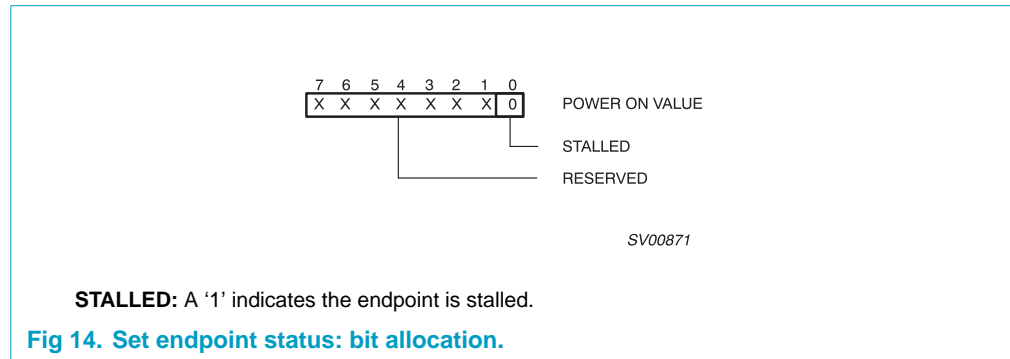 7 6 5 4 3 2 1 0
X X X X X X X 0 POWER ON VALUE
STALLED
RESERVED
SV00871
STALLED: A ‘1’ indicates the endpoint is stalled.
Fig 14. Set endpoint status: bit allocation.